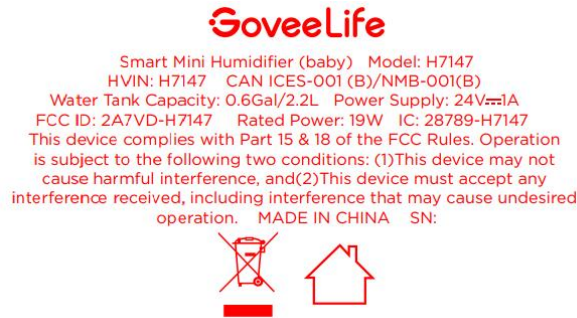 GoveeLife
Smart Mini Humidifier (baby) Model: H7147
HVIN: H7147 CAN ICES-001 (B)/NMB-001(B)
Water Tank Capacity: 0.6Gal/2.2L Power Supply: 24V⎓1A
FCC ID: 2A7VD-H7147 Rated Power: 19W IC: 28789-H7147
This device complies with Part 15 & 18 of the FCC Rules. Operation
is subject to the following two conditions: (1)This device may not
cause harmful interference, and(2)This device must accept any
interference received, including interference that may cause undesired
operation. MADE IN CHINA SN: